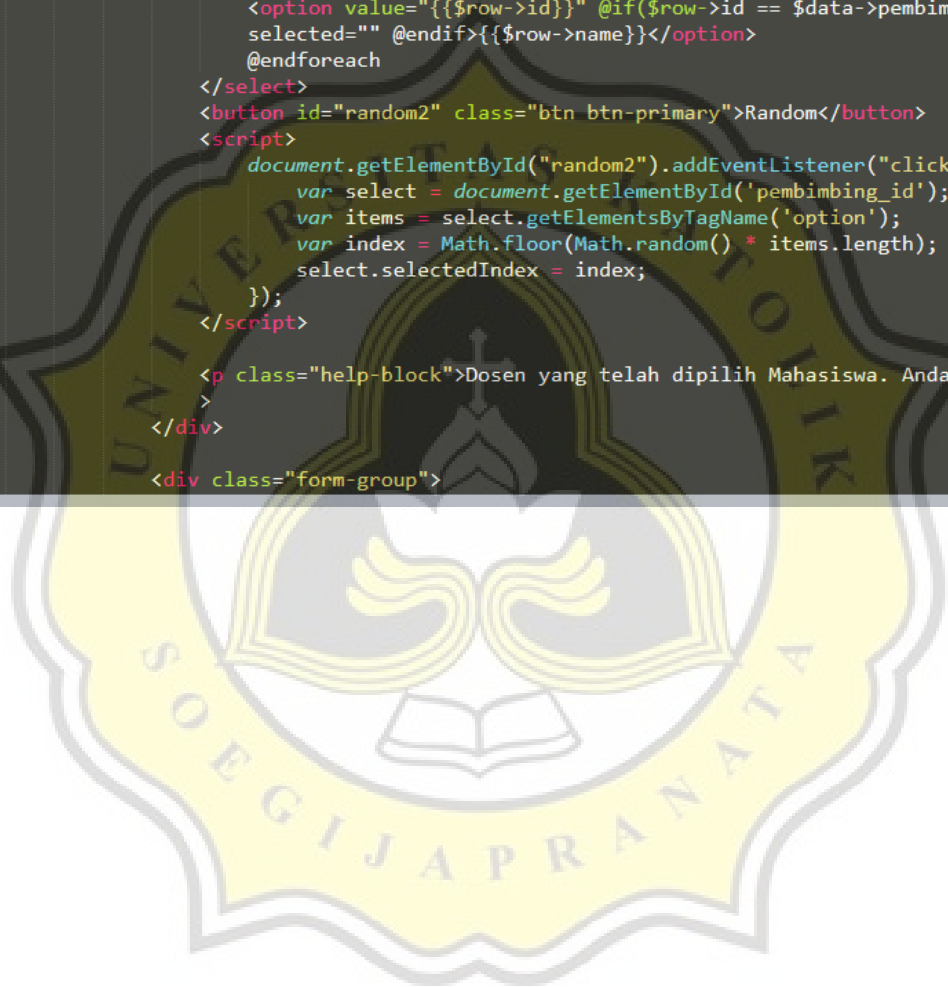 <option value="{{$row->id}}" @if($row->id == $data->pembim
selected="" @endif>{{$row->name}}</option>
@endforeach
</select>
<button id="random2" class="btn btn-primary">Random</button>
<script>
document.getElementById("random2").addEventListener("click
var select = document.getElementById('pembimbing_id');
var items = select.getElementsByTagName('option');
var index = Math.floor(Math.random() * items.length);
select.selectedIndex = index;
});
</script>
<p class="help-block">Dosen yang telah dipilih Mahasiswa. Anda
>
</div>
<div class="form-group">
UNIVERSITAS KATOLIK
SOEGIJAPRANATA